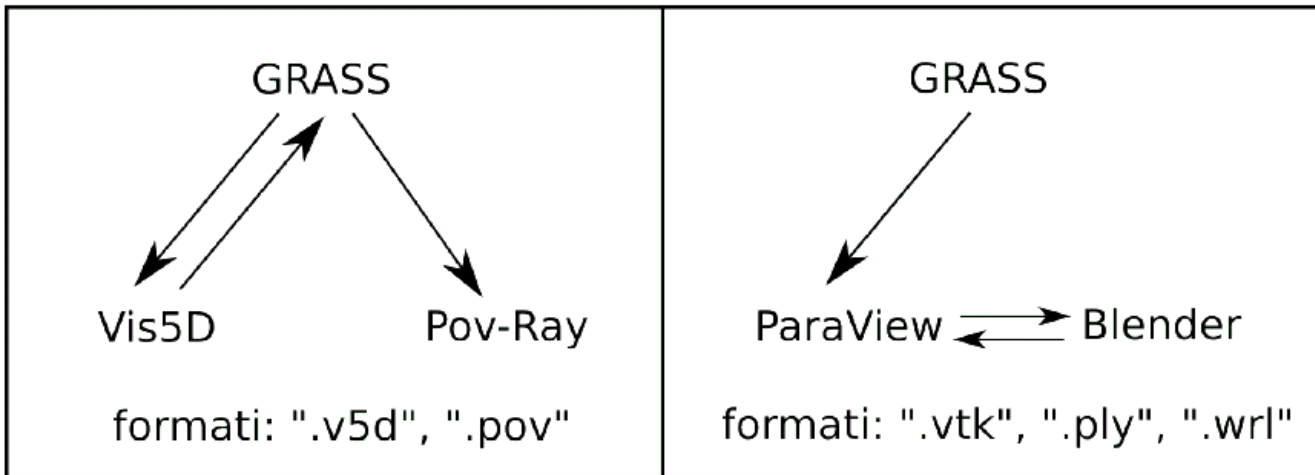 GRASS
Vis5D
Pov-Ray
formati: ".v5d", ".pov"
GRASS
ParaView
Blender
formati: ".vtk", ".ply", ".wrl"